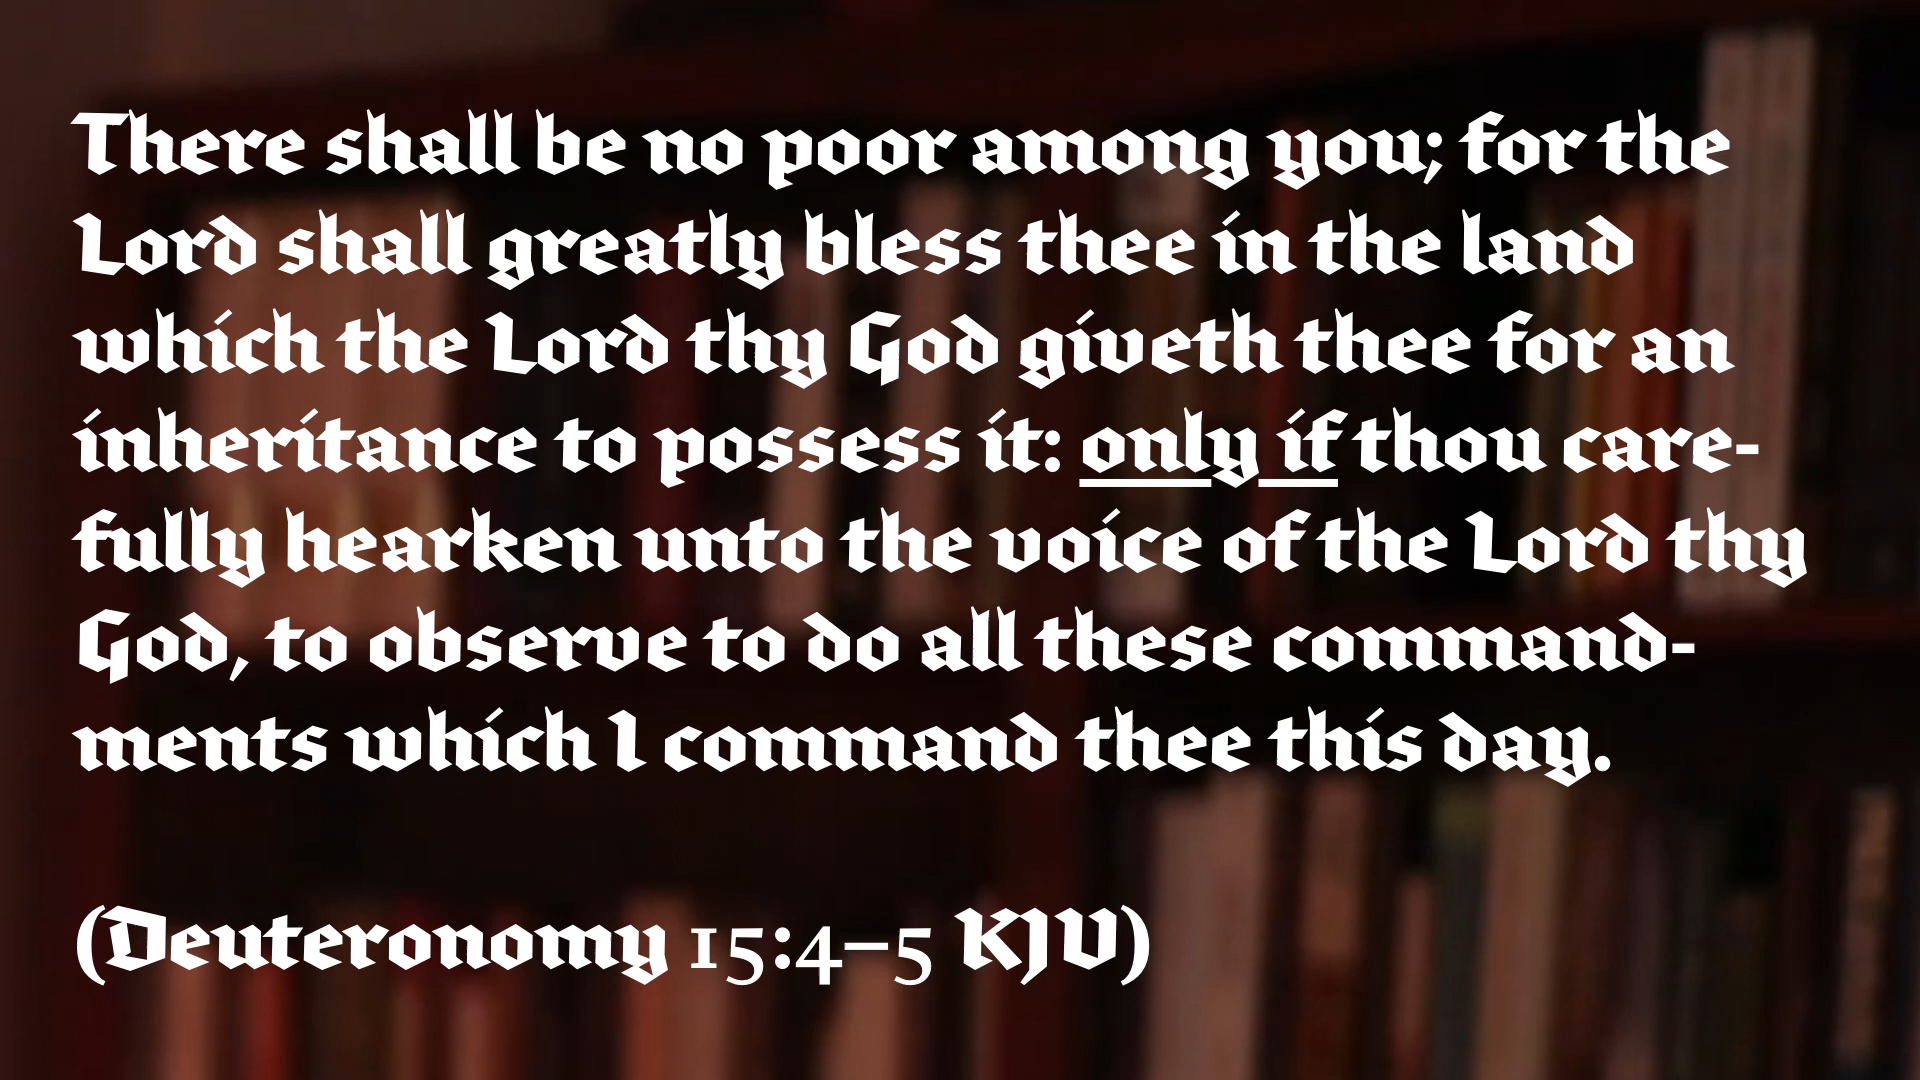 There shall be no poor among you; for the
Lord shall greatly bless thee in the land
which the Lord thy God giveth thee for an
inheritance to possess it: only if thou care-
fully hearken unto the voice of the Lord thy
God, to observe to do all these command-
ments which I command thee this day.
(Deuteronomy 15:4–5 KJV)